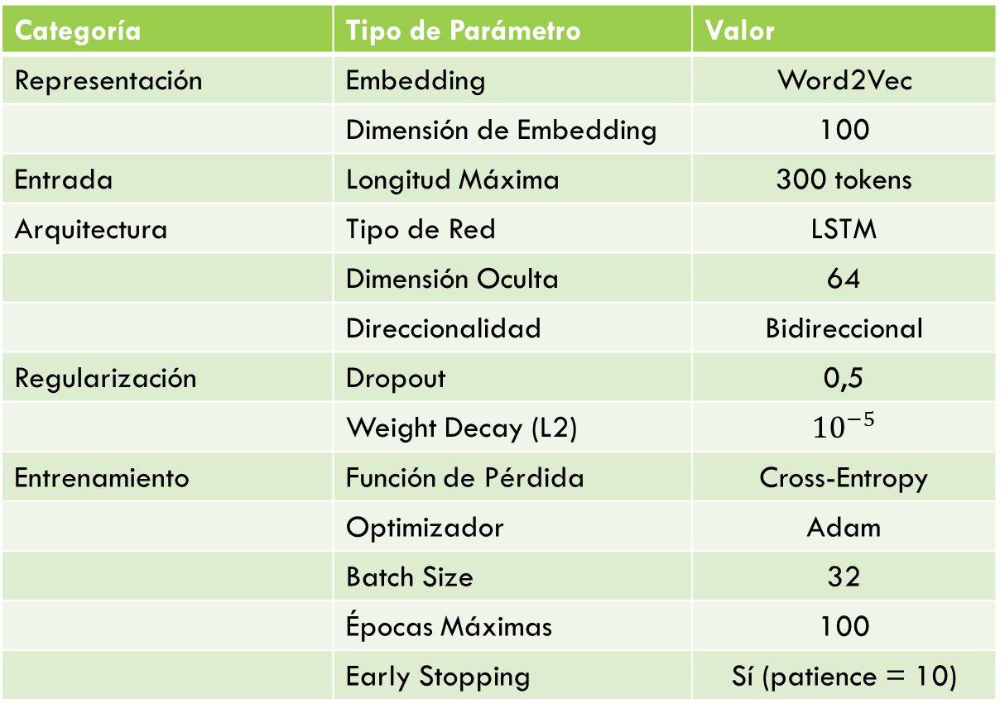 Categoría Tipo de Parámetro Valor
Representación Embedding Word2Vec
Dimensión de Embedding 100
Entrada Longitud Máxima 300 tokens
Arquitectura Tipo de Red LSTM
Dimensión Oculta 64
Direccionalidad Bidireccional
Regularización Dropout 0,5
Weight Decay (L2) 10⁻⁵
Entrenamiento Función de Pérdida Cross-Entropy
Optimizador Adam
Batch Size 32
Épocas Máximas 100
Early Stopping Sí (patience = 10)